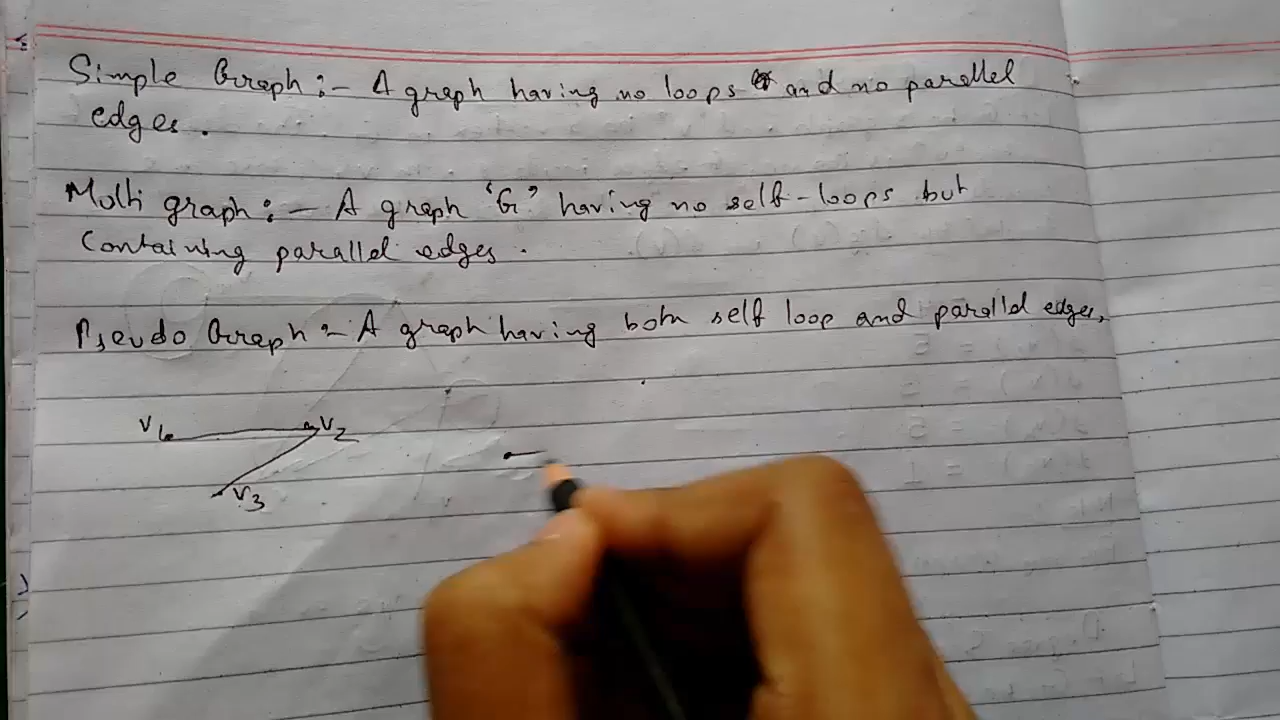 Simple Graph :- A graph having no loops and no parallel
edges.
Multi graph :- A graph 'G' having no self-loops but
Containing parallel edges.
Pseudo Graph :- A graph having both self loop and parallel edges,
V1 V2
V3